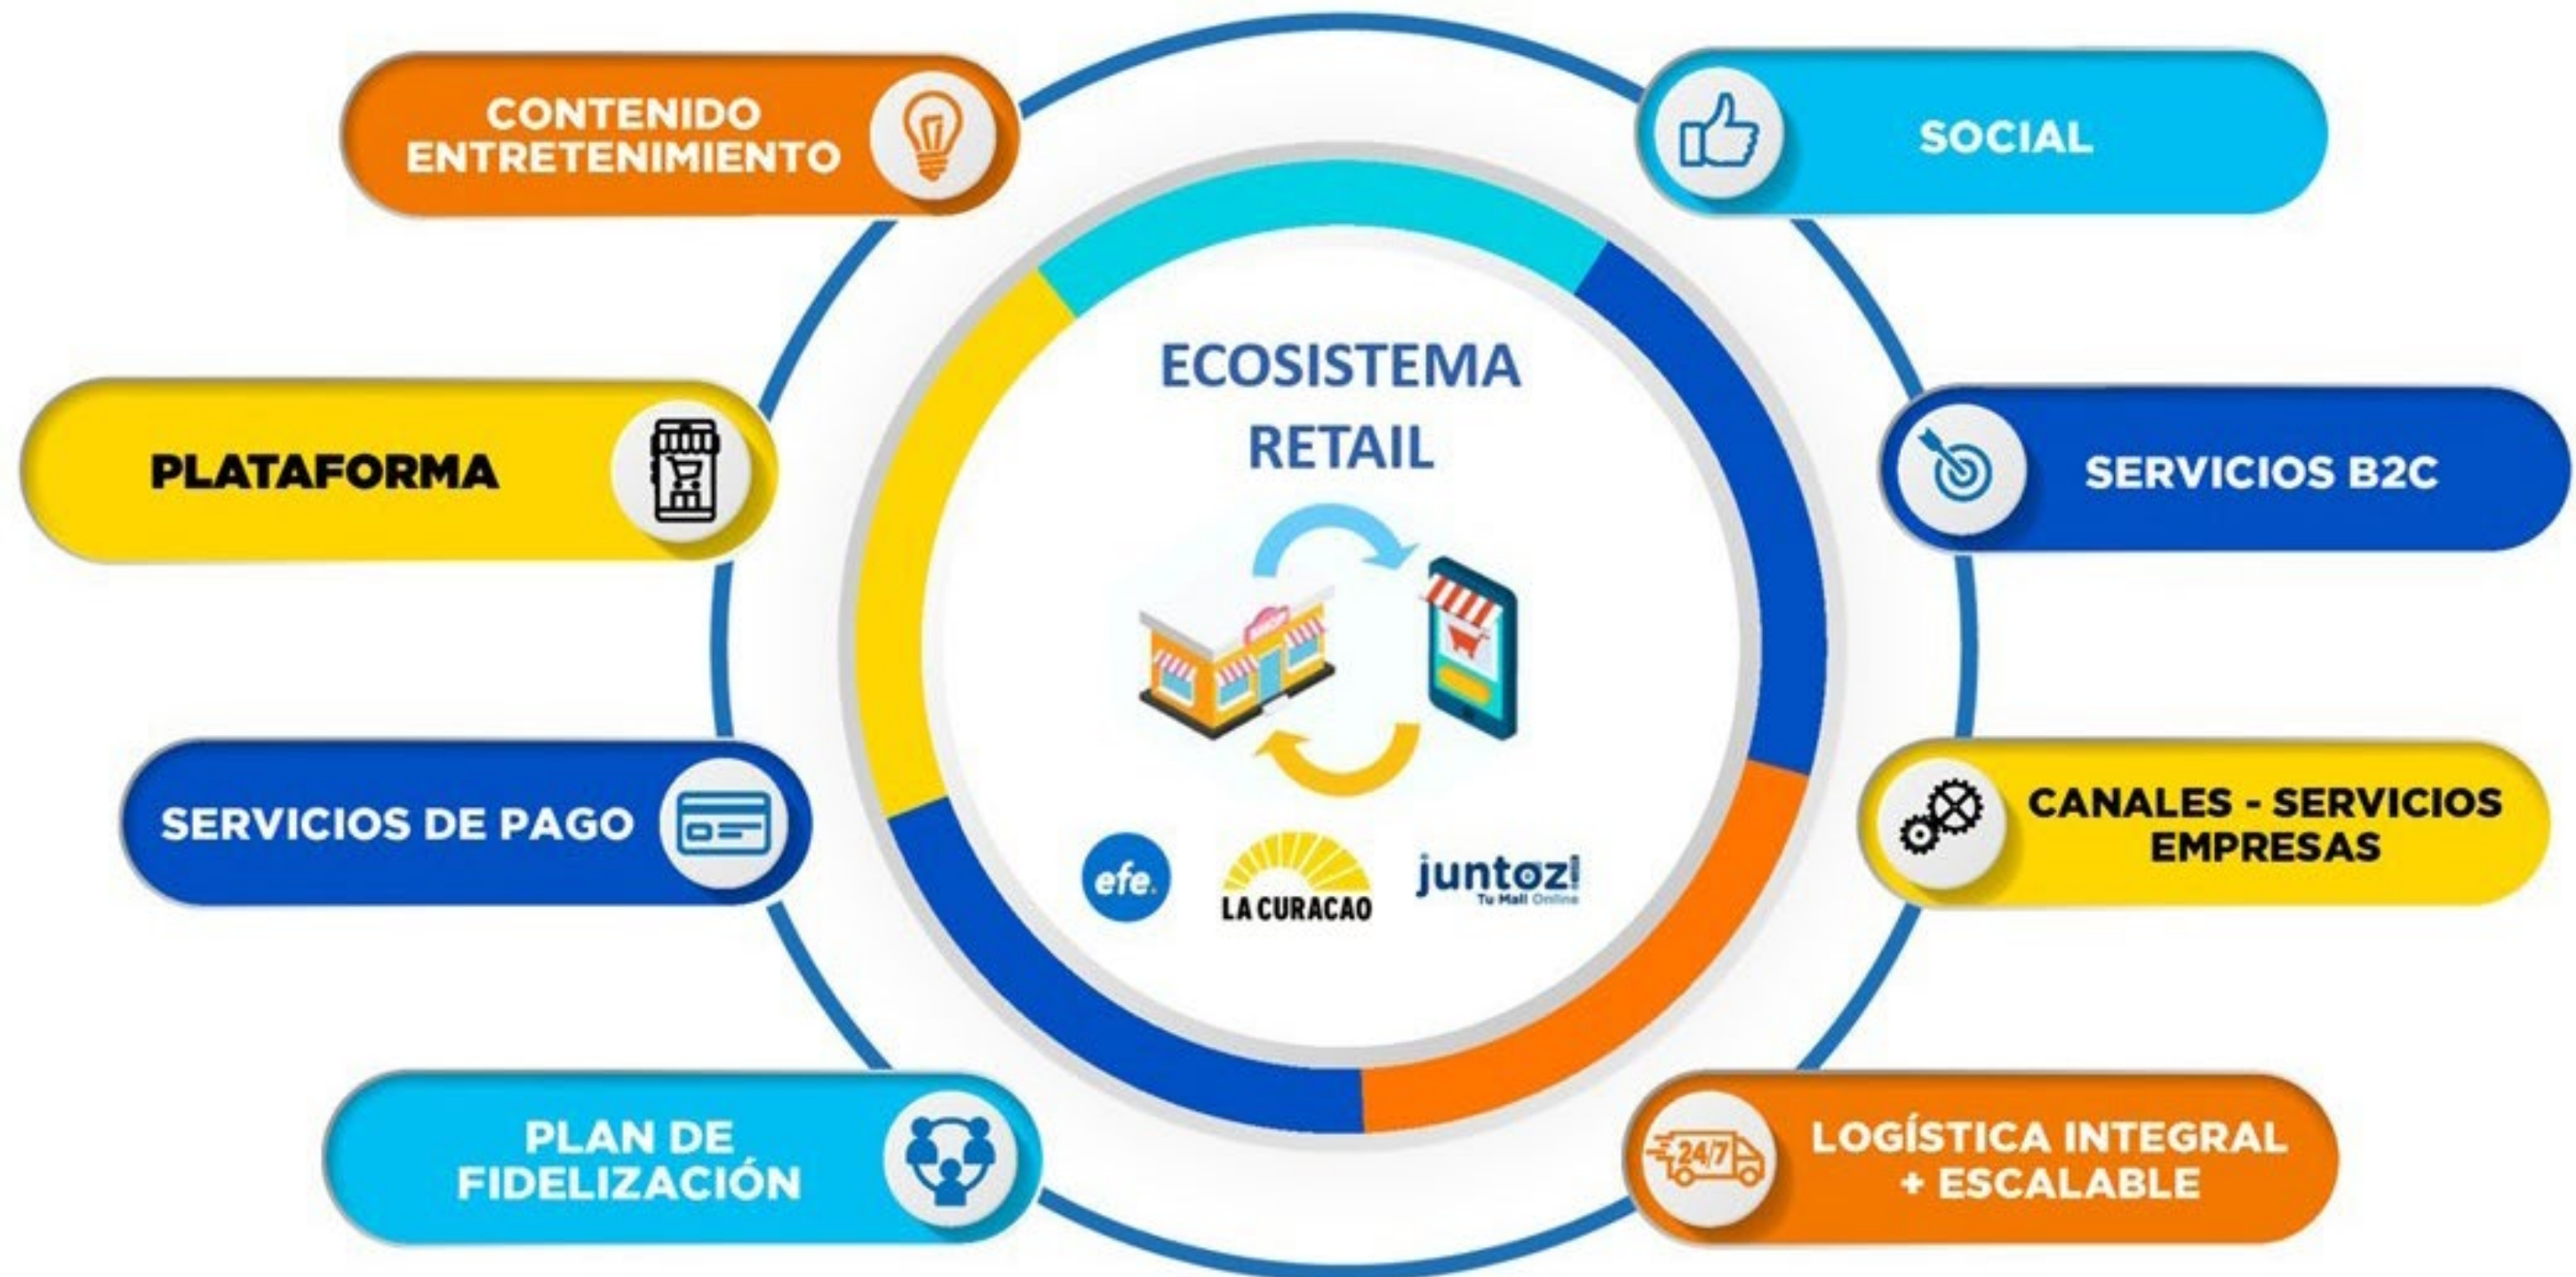 CONTENIDO
ENTRETENIMIENTO
SOCIAL
ECOSISTEMA
RETAIL
PLATAFORMA
SERVICIOS B2C
SERVICIOS DE PAGO
CANALES - SERVICIOS
EMPRESAS
efe.
LA CURACAO
juntoz
Tu Mall Online
PLAN DE
FIDELIZACIÓN
24/7
LOGÍSTICA INTEGRAL
+ ESCALABLE